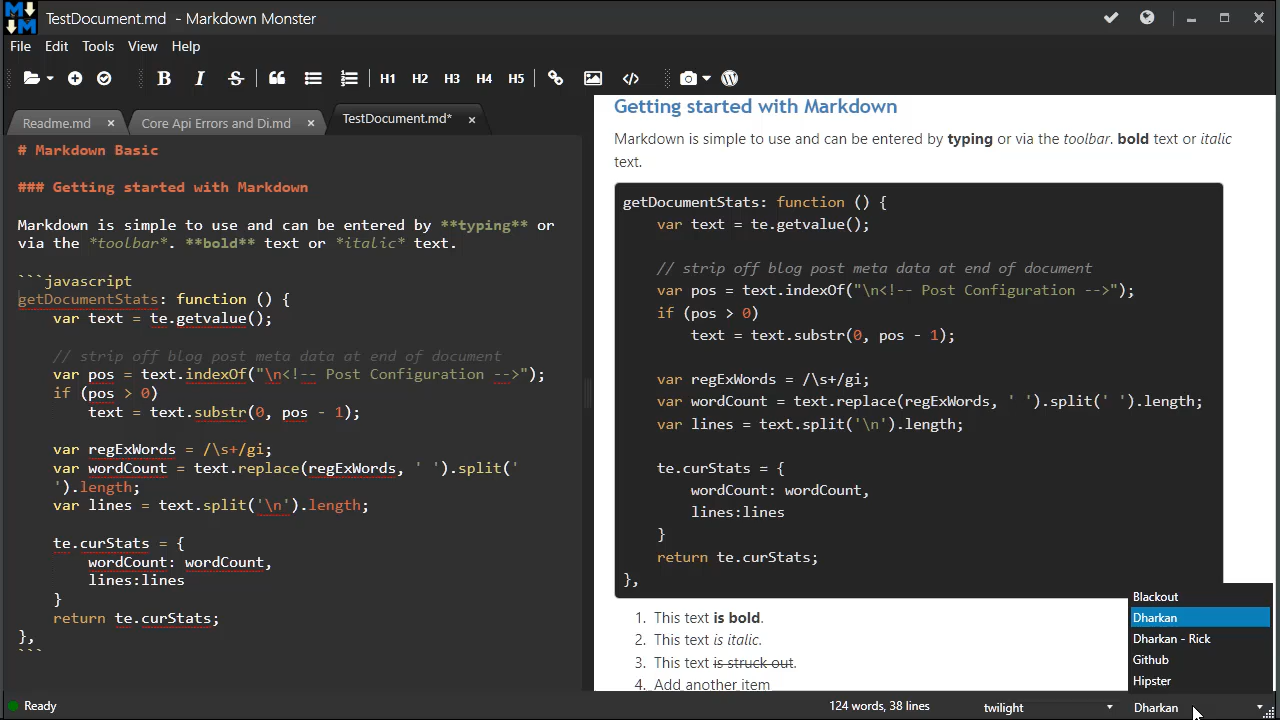 TestDocument.md - Markdown Monster
File Edit Tools View Help
H1 H2 H3 H4 H5
Readme.md × Core Api Errors and Di.md × TestDocument.md* ×
# Markdown Basic
### Getting started with Markdown
Markdown is simple to use and can be entered by **typing** or
via the *toolbar*. **bold** text or *italic* text.
```javascript
getDocumentStats: function () {
    var text = te.getvalue();
    // strip off blog post meta data at end of document
    var pos = text.indexOf("\n<!-- Post Configuration -->");
    if (pos > 0)
        text = text.substr(0, pos - 1);
    var regExWords = /\s+/gi;
    var wordCount = text.replace(regExWords, ' ').split('
    ').length;
    var lines = text.split('\n').length;
    te.curStats = {
        wordCount: wordCount,
        lines:lines
    }
    return te.curStats;
},
```
Getting started with Markdown
Markdown is simple to use and can be entered by typing or via the toolbar. bold text or italic
text.
getDocumentStats: function () {
    var text = te.getvalue();
    // strip off blog post meta data at end of document
    var pos = text.indexOf("\n<!-- Post Configuration -->");
    if (pos > 0)
        text = text.substr(0, pos - 1);
    var regExWords = /\s+/gi;
    var wordCount = text.replace(regExWords, ' ').split(' ').length;
    var lines = text.split('\n').length;
    te.curStats = {
        wordCount: wordCount,
        lines:lines
    }
    return te.curStats;
},
1. This text is bold.
2. This text is italic.
3. This text is struck out.
4. Add another item
Blackout
Dharkan
Dharkan - Rick
Github
Hipster
Ready
124 words, 38 lines
twilight
Dharkan